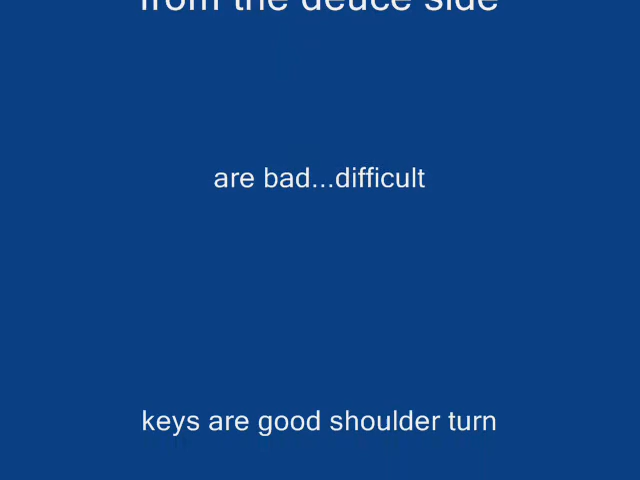 from the deuce side
are bad...difficult
keys are good shoulder turn